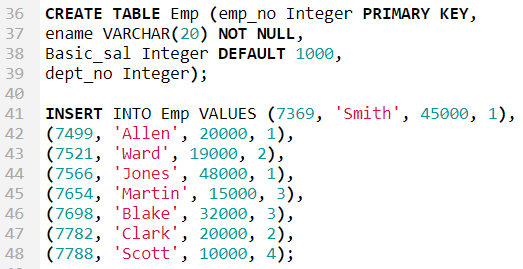 36 CREATE TABLE Emp (emp_no Integer PRIMARY KEY,
37 ename VARCHAR(20) NOT NULL,
38 Basic_sal Integer DEFAULT 1000,
39 dept_no Integer);
40
41 INSERT INTO Emp VALUES (7369, 'Smith', 45000, 1),
42 (7499, 'Allen', 20000, 1),
43 (7521, 'Ward', 19000, 2),
44 (7566, 'Jones', 48000, 1),
45 (7654, 'Martin', 15000, 3),
46 (7698, 'Blake', 32000, 3),
47 (7782, 'Clark', 20000, 2),
48 (7788, 'Scott', 10000, 4);